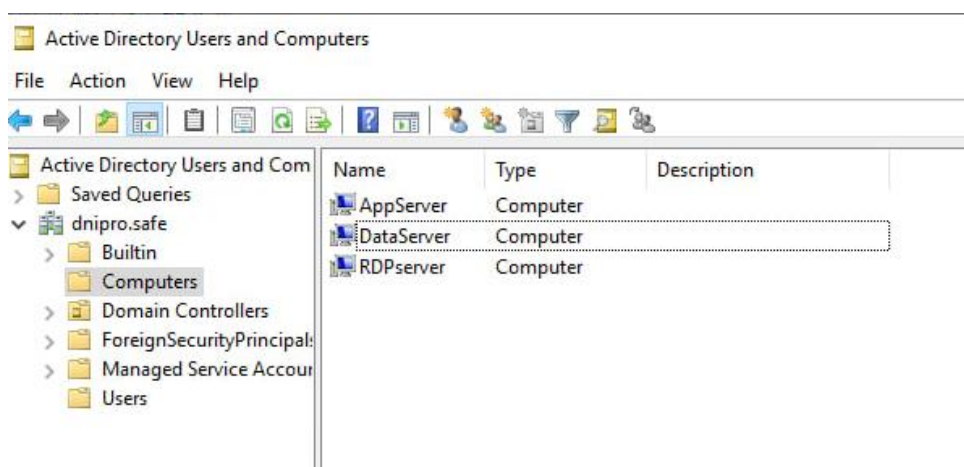 Active Directory Users and Computers
File Action View Help
Active Directory Users and Com
Saved Queries
dnipro.safe
Builtin
Computers
Domain Controllers
ForeignSecurityPrincipal
Managed Service Accour
Users
Name Type Description
AppServer Computer
DataServer Computer
RDPserver Computer